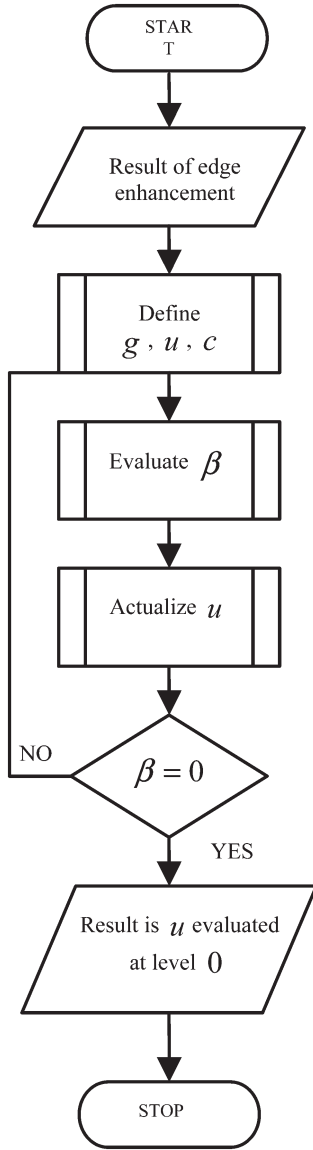 STAR
T
Result of edge
enhancement
Define
g , u , c
Evaluate β
Actualize u
β = 0
NO
YES
Result is u evaluated
at level 0
STOP